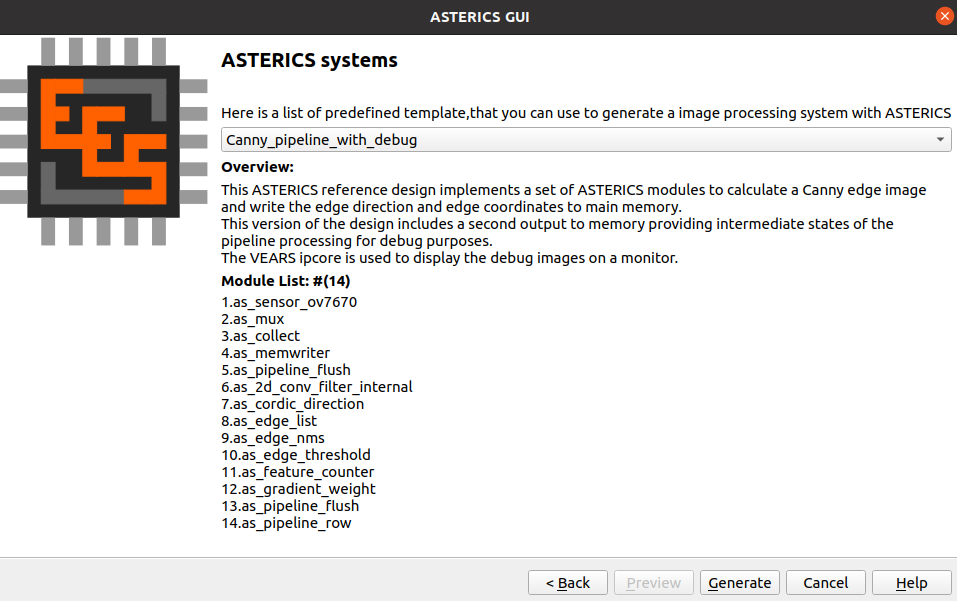 ASTERICS GUI
ASTERICS systems
Here is a list of predefined template,that you can use to generate a image processing system with ASTERICS
Canny_pipeline_with_debug
Overview:
This ASTERICS reference design implements a set of ASTERICS modules to calculate a Canny edge image
and write the edge direction and edge coordinates to main memory.
This version of the design includes a second output to memory providing intermediate states of the
pipeline processing for debug purposes.
The VEARS ipcore is used to display the debug images on a monitor.
Module List: #(14)
1.as_sensor_ov7670
2.as_mux
3.as_collect
4.as_memwriter
5.as_pipeline_flush
6.as_2d_conv_filter_internal
7.as_cordic_direction
8.as_edge_list
9.as_edge_nms
10.as_edge_threshold
11.as_feature_counter
12.as_gradient_weight
13.as_pipeline_flush
14.as_pipeline_row
< Back
Preview
Generate
Cancel
Help